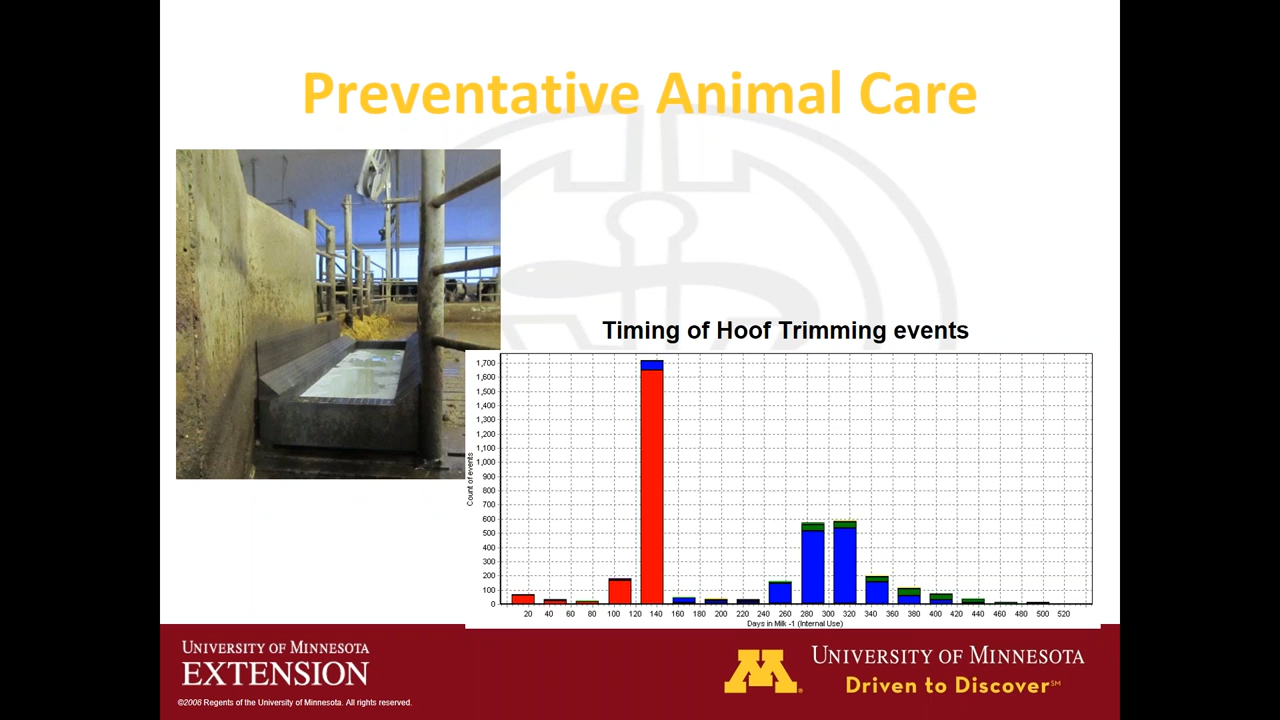 Preventative Animal Care
Timing of Hoof Trimming events
1,700
1,600
1,500
1,400
1,300
1,200
1,100
1,000
900
800
700
600
500
400
300
200
100
0
Count of events
20 40 60 80 100 120 140 160 180 200 220 240 260 280 300 320 340 360 380 400 420 440 460 480 500 520
Days in Milk -1 (Internal Use)
UNIVERSITY OF MINNESOTA
EXTENSION
©2008 Regents of the University of Minnesota. All rights reserved.
M
UNIVERSITY OF MINNESOTA
Driven to Discover℠